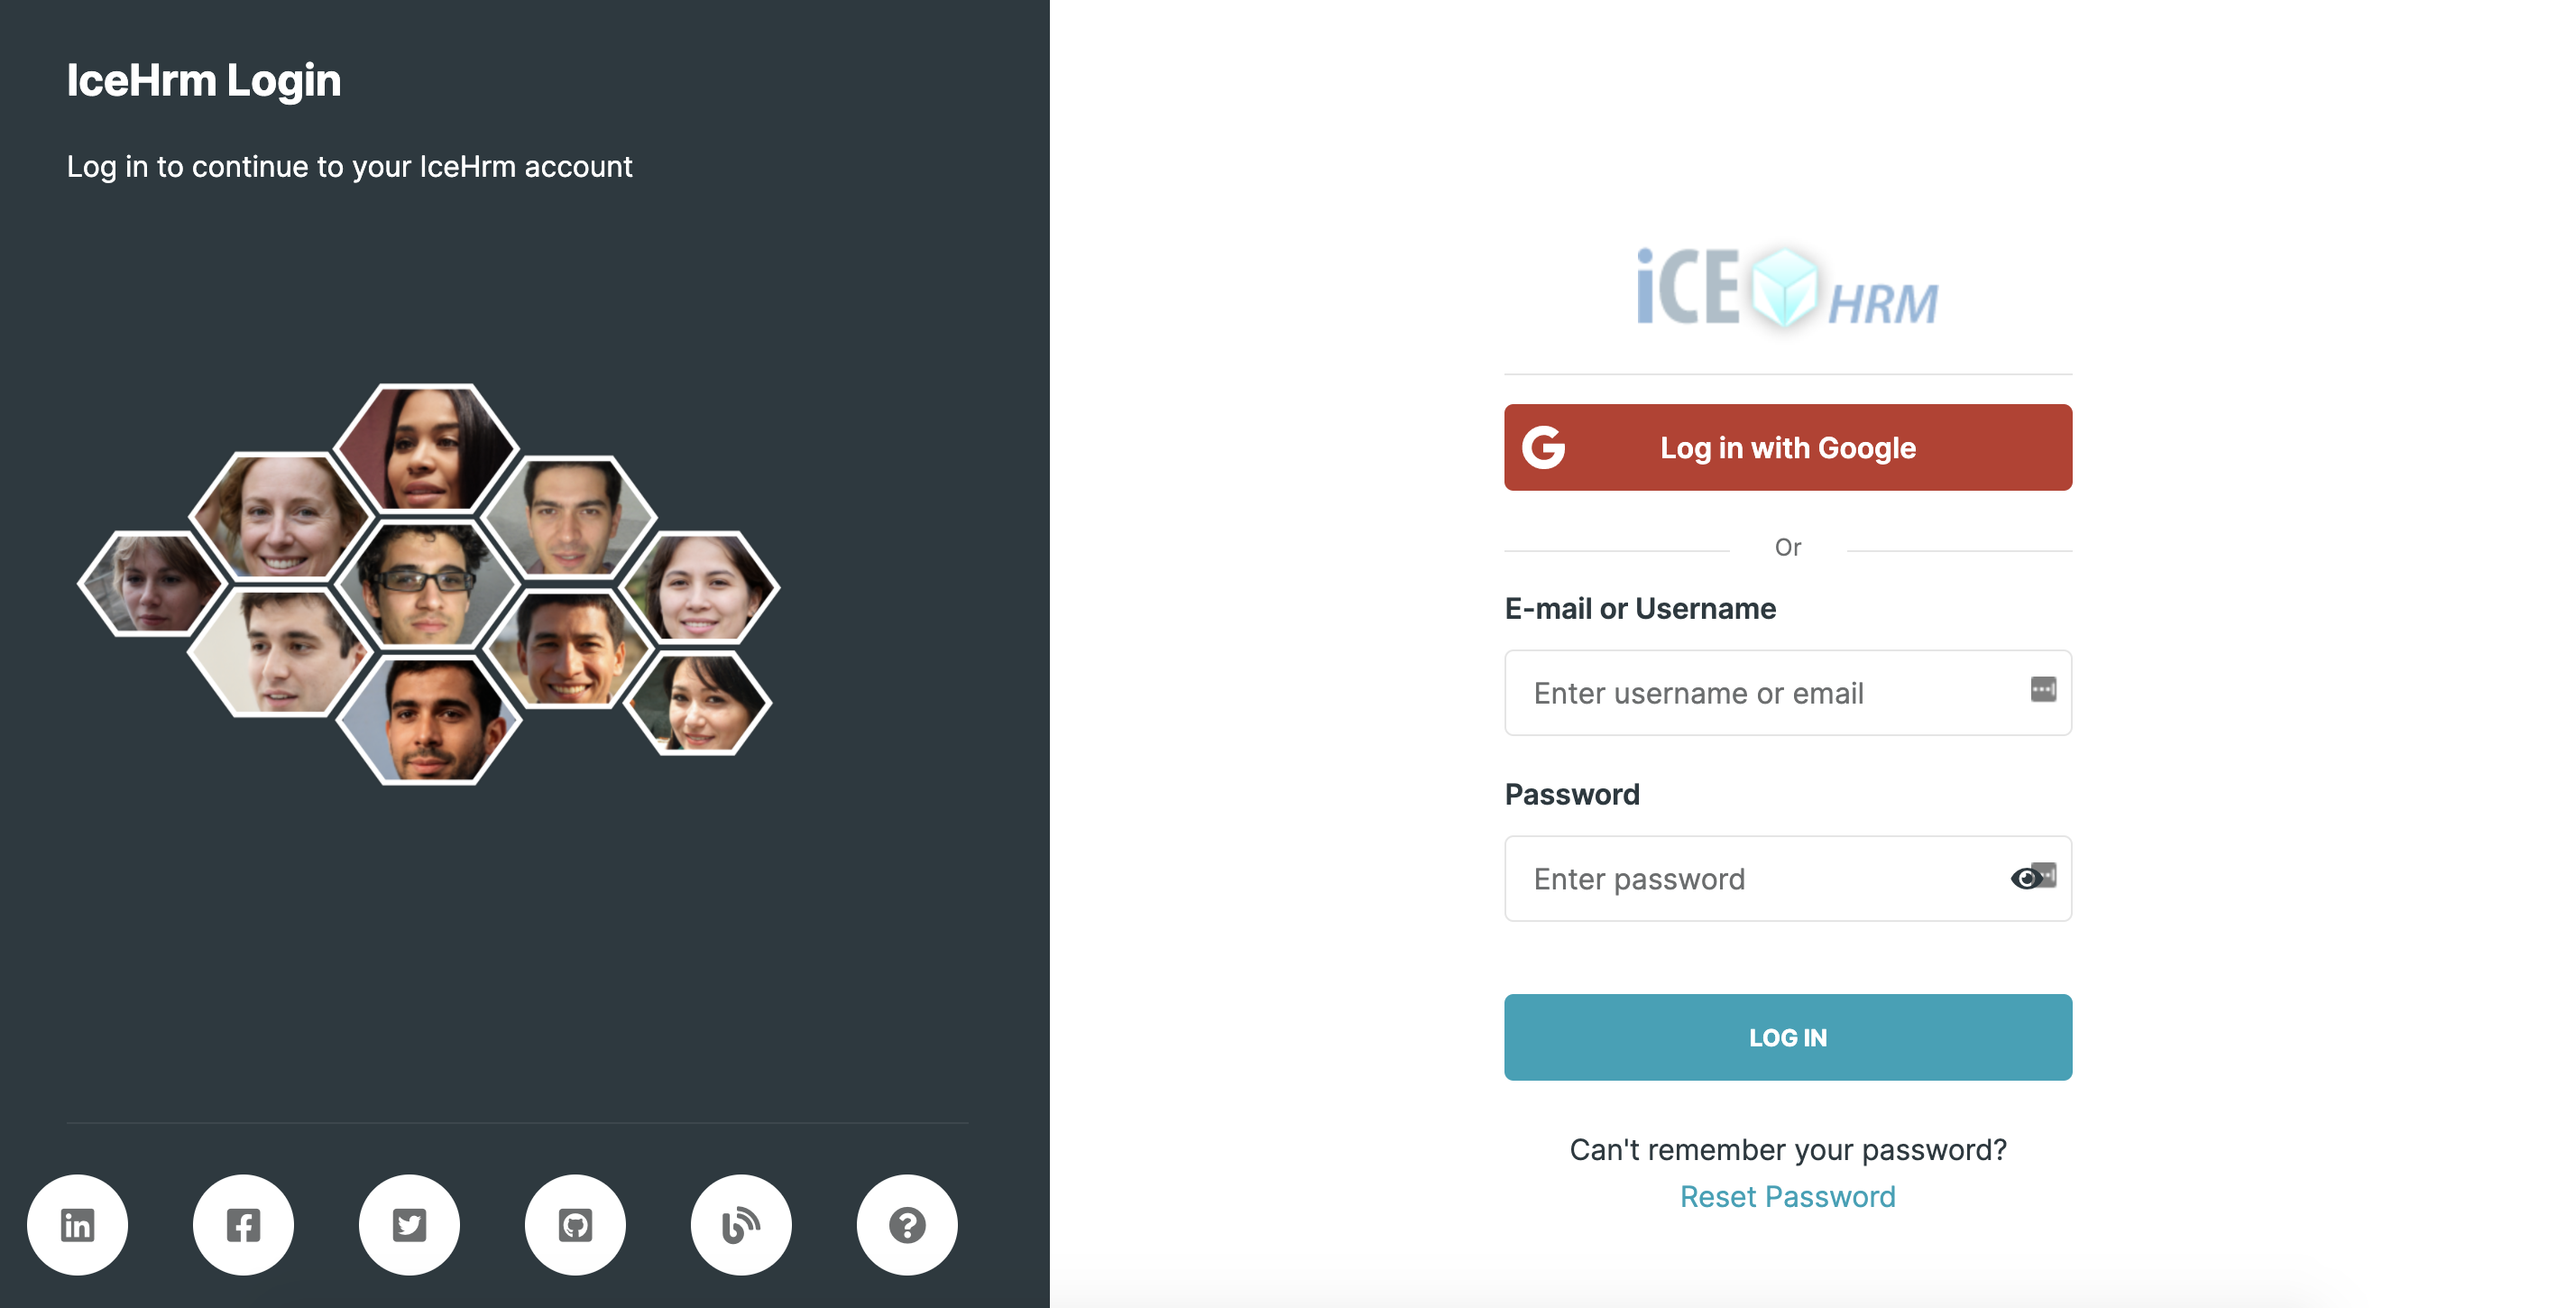 IceHrm Login
Log in to continue to your IceHrm account
iCE HRM
Log in with Google
Or
E-mail or Username
Enter username or email
Password
Enter password
LOG IN
Can't remember your password?
Reset Password